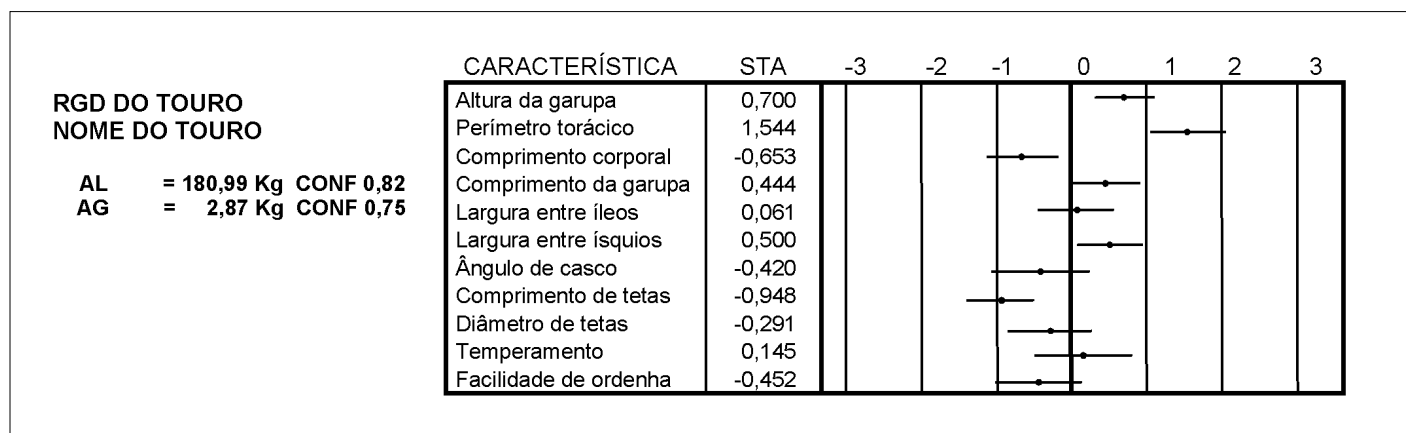 CARACTERÍSTICA STA -3 -2 -1 0 1 2 3
RGD DO TOURO
NOME DO TOURO
AL = 180,99 Kg CONF 0,82
AG = 2,87 Kg CONF 0,75
Altura da garupa 0,700
Perímetro torácico 1,544
Comprimento corporal -0,653
Comprimento da garupa 0,444
Largura entre íleos 0,061
Largura entre ísquios 0,500
Ângulo de casco -0,420
Comprimento de tetas -0,948
Diâmetro de tetas -0,291
Temperamento 0,145
Facilidade de ordenha -0,452